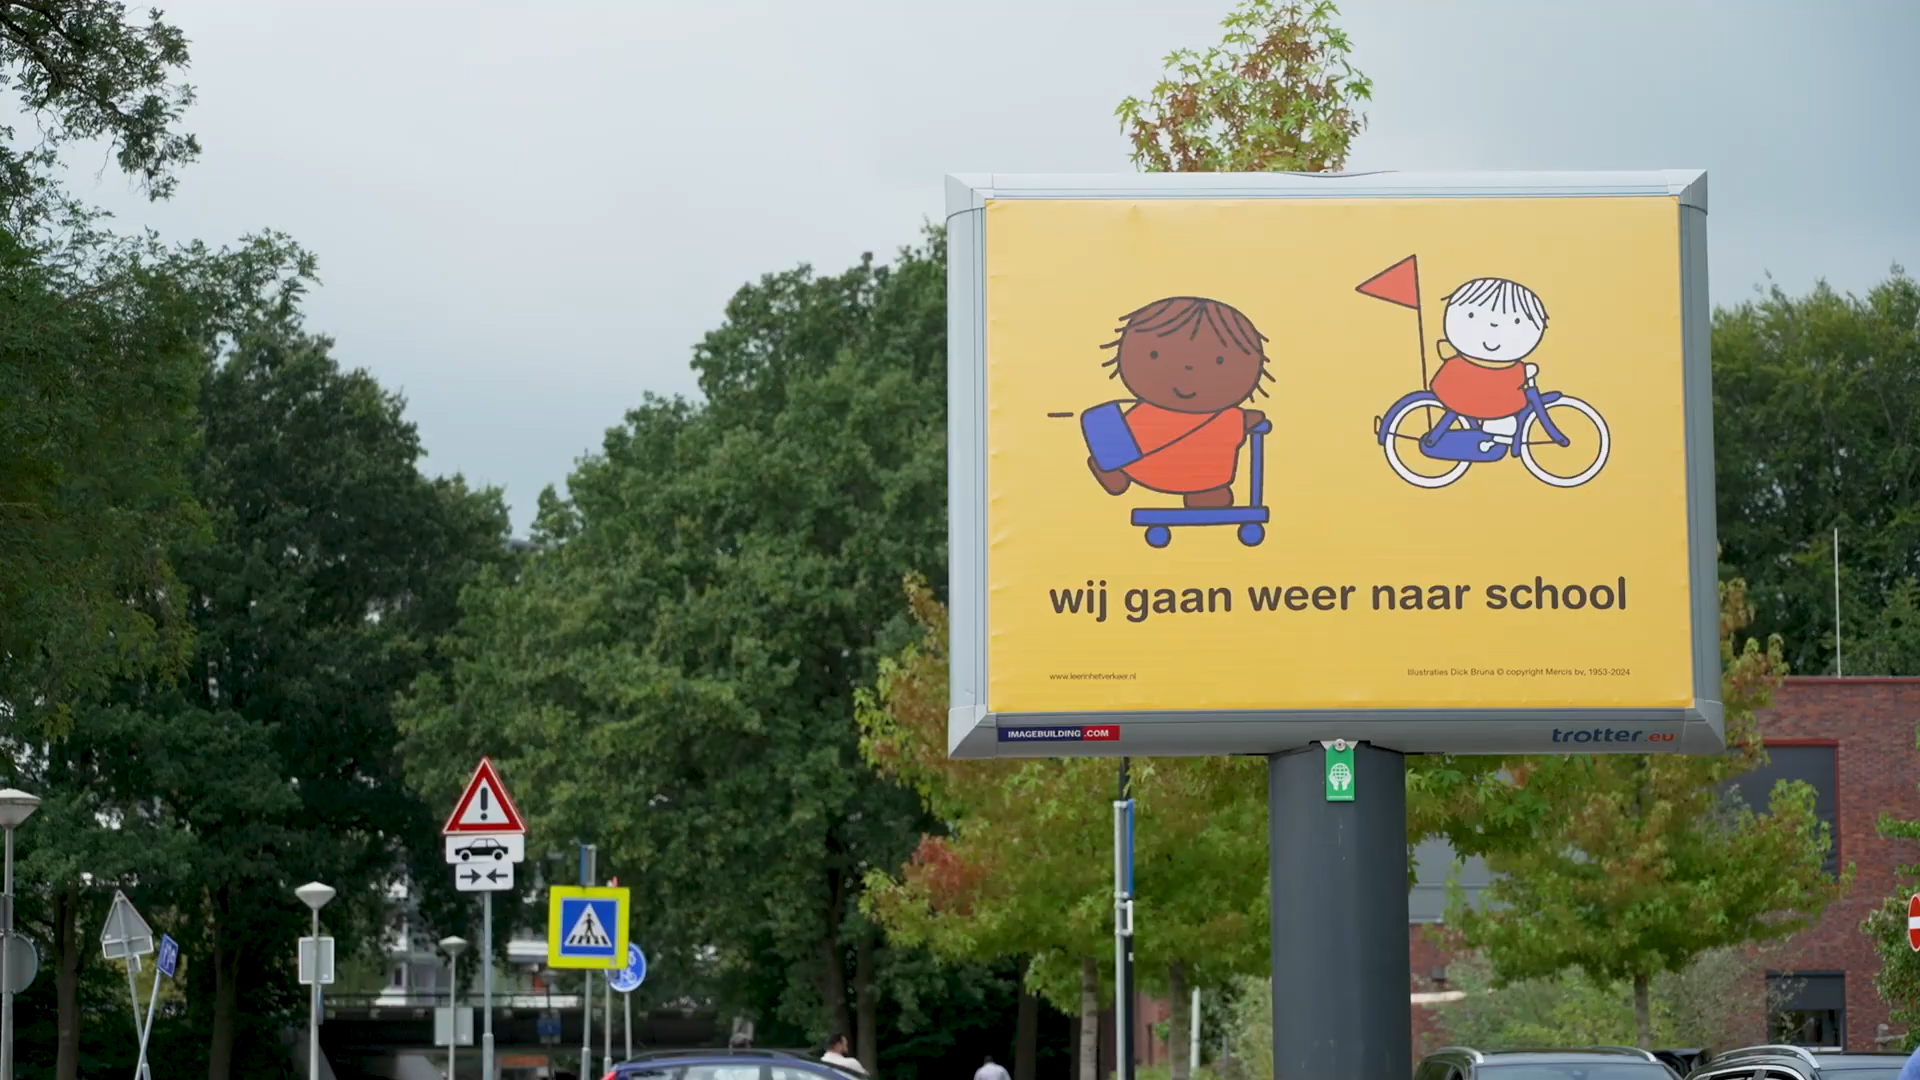 wij gaan weer naar school
www.leerinhetverkeer.nl
Illustraties Dick Bruna © copyright Mercis bv, 1953-2024
IMAGEBUILDING.COM
trotter.eu